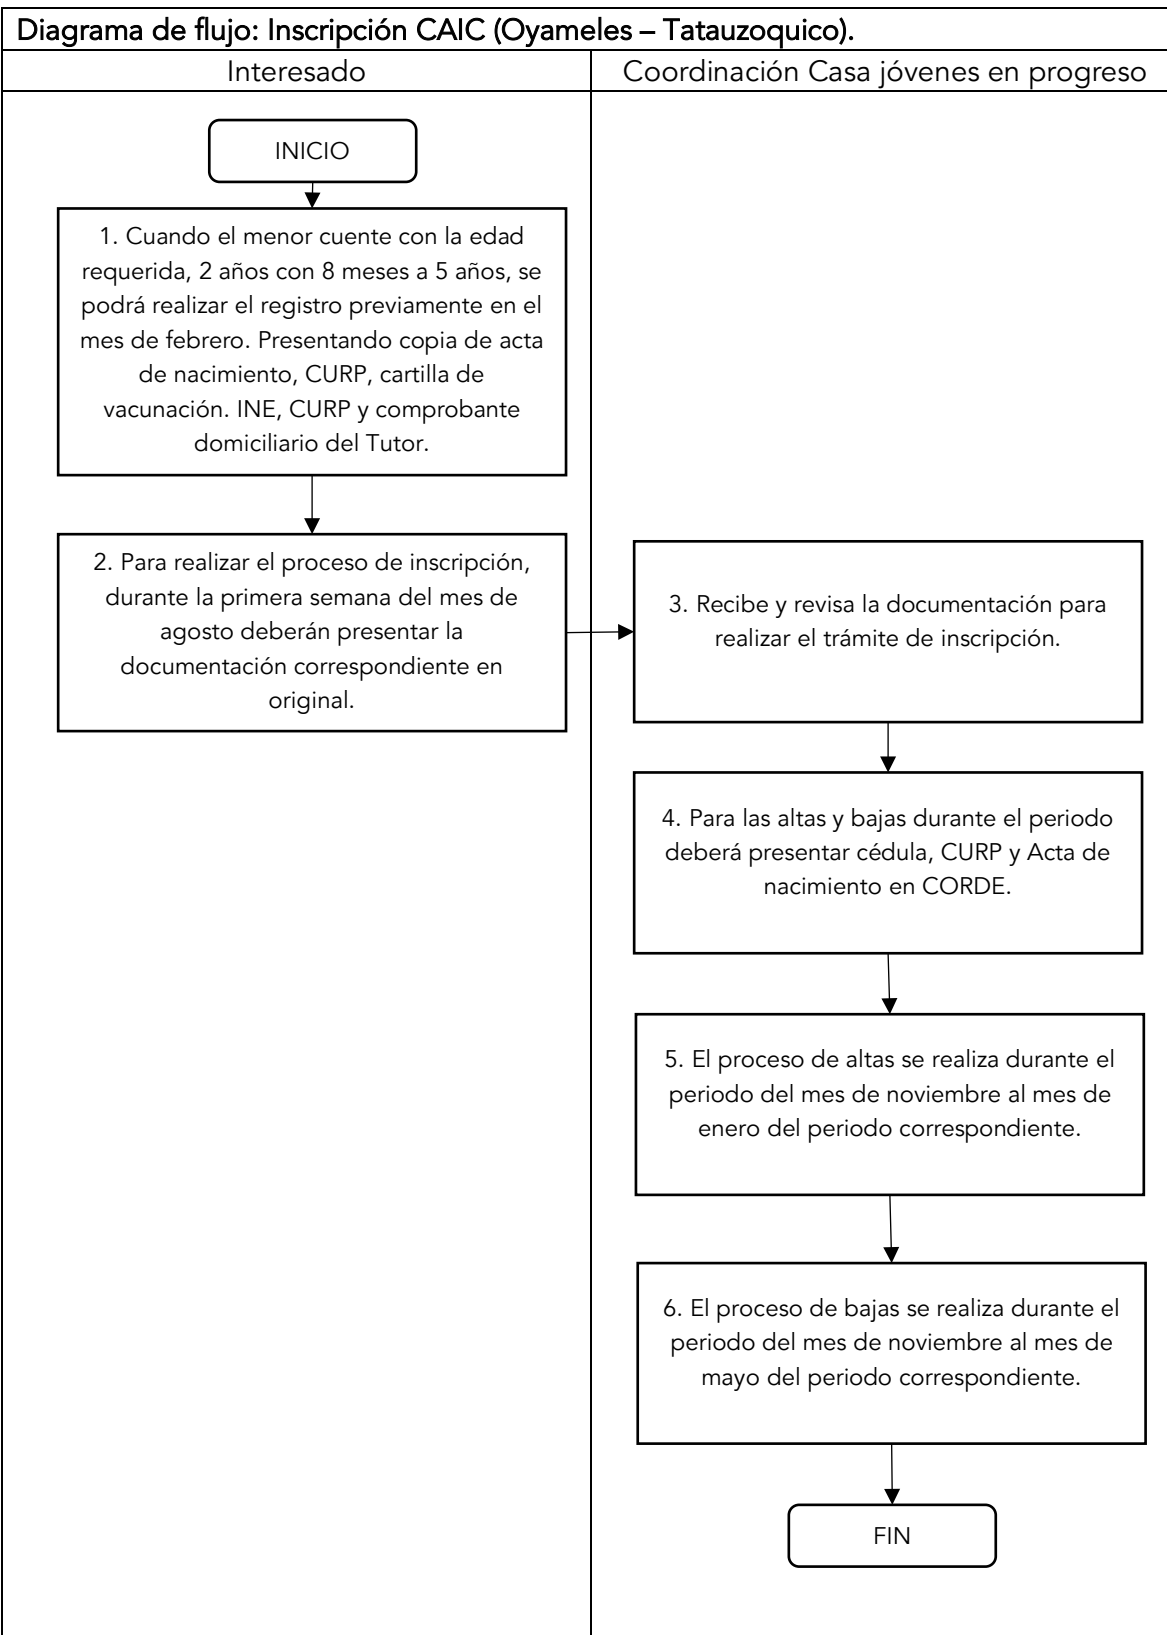 Diagrama de flujo: Inscripción CAIC (Oyameles – Tatauzoquico).
Interesado
Coordinación Casa jóvenes en progreso
INICIO
1. Cuando el menor cuente con la edad
requerida, 2 años con 8 meses a 5 años, se
podrá realizar el registro previamente en el
mes de febrero. Presentando copia de acta
de nacimiento, CURP, cartilla de
vacunación. INE, CURP y comprobante
domiciliario del Tutor.
2. Para realizar el proceso de inscripción,
durante la primera semana del mes de
agosto deberán presentar la
documentación correspondiente en
original.
3. Recibe y revisa la documentación para
realizar el trámite de inscripción.
4. Para las altas y bajas durante el periodo
deberá presentar cédula, CURP y Acta de
nacimiento en CORDE.
5. El proceso de altas se realiza durante el
periodo del mes de noviembre al mes de
enero del periodo correspondiente.
6. El proceso de bajas se realiza durante el
periodo del mes de noviembre al mes de
mayo del periodo correspondiente.
FIN